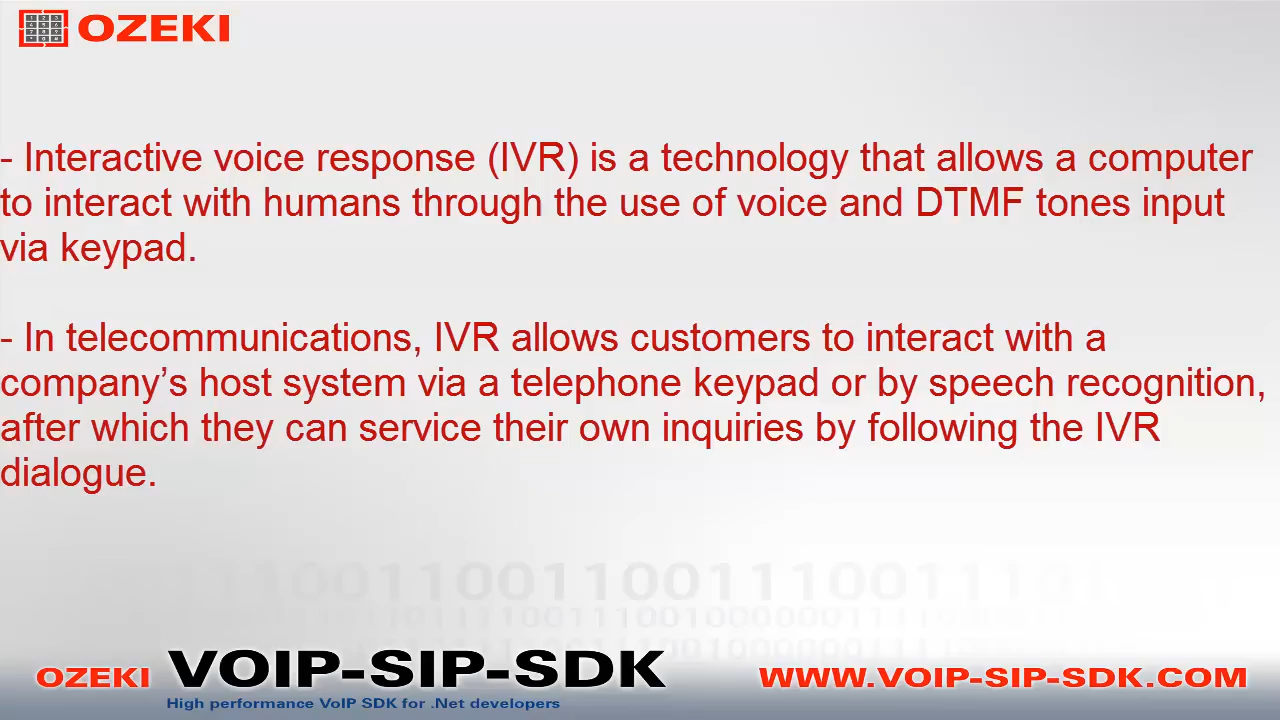 OZEKI
- Interactive voice response (IVR) is a technology that allows a computer
to interact with humans through the use of voice and DTMF tones input
via keypad.
- In telecommunications, IVR allows customers to interact with a
company’s host system via a telephone keypad or by speech recognition,
after which they can service their own inquiries by following the IVR
dialogue.
OZEKI VOIP-SIP-SDK
High performance VoIP SDK for .Net developers
WWW.VOIP-SIP-SDK.COM